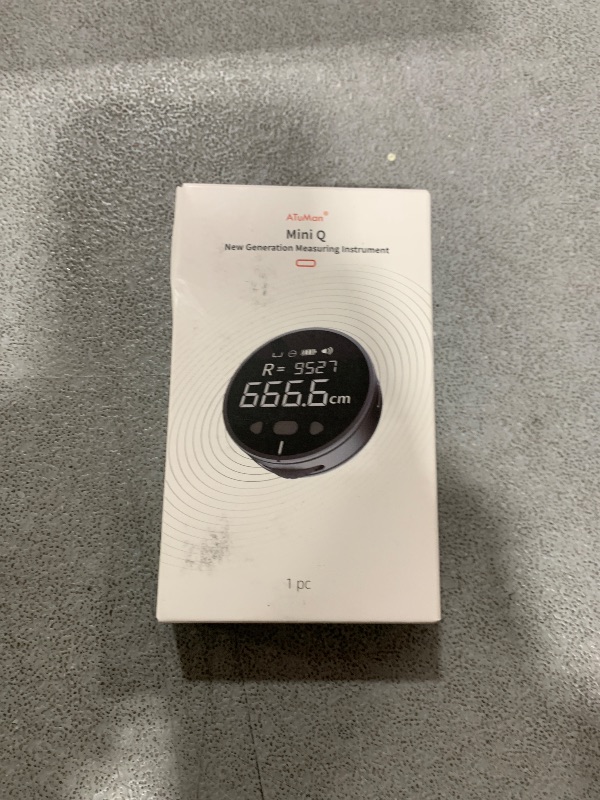 ATuMan®
Mini Q
New Generation Measuring Instrument
R= 9527
666.6cm
1 pc